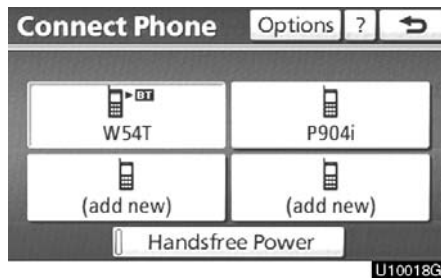 Connect Phone Options ?
BT
W54T P904i
(add new) (add new)
Handsfree Power
U10018G